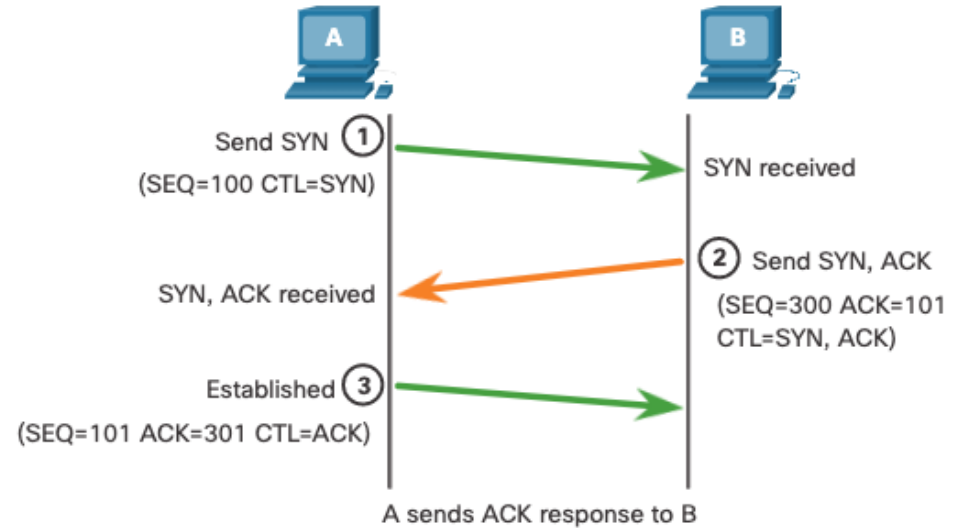 A
B
Send SYN 1
(SEQ=100 CTL=SYN)
SYN received
2 Send SYN, ACK
SYN, ACK received
(SEQ=300 ACK=101
CTL=SYN, ACK)
Established 3
(SEQ=101 ACK=301 CTL=ACK)
A sends ACK response to B